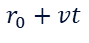 r₀ + vt